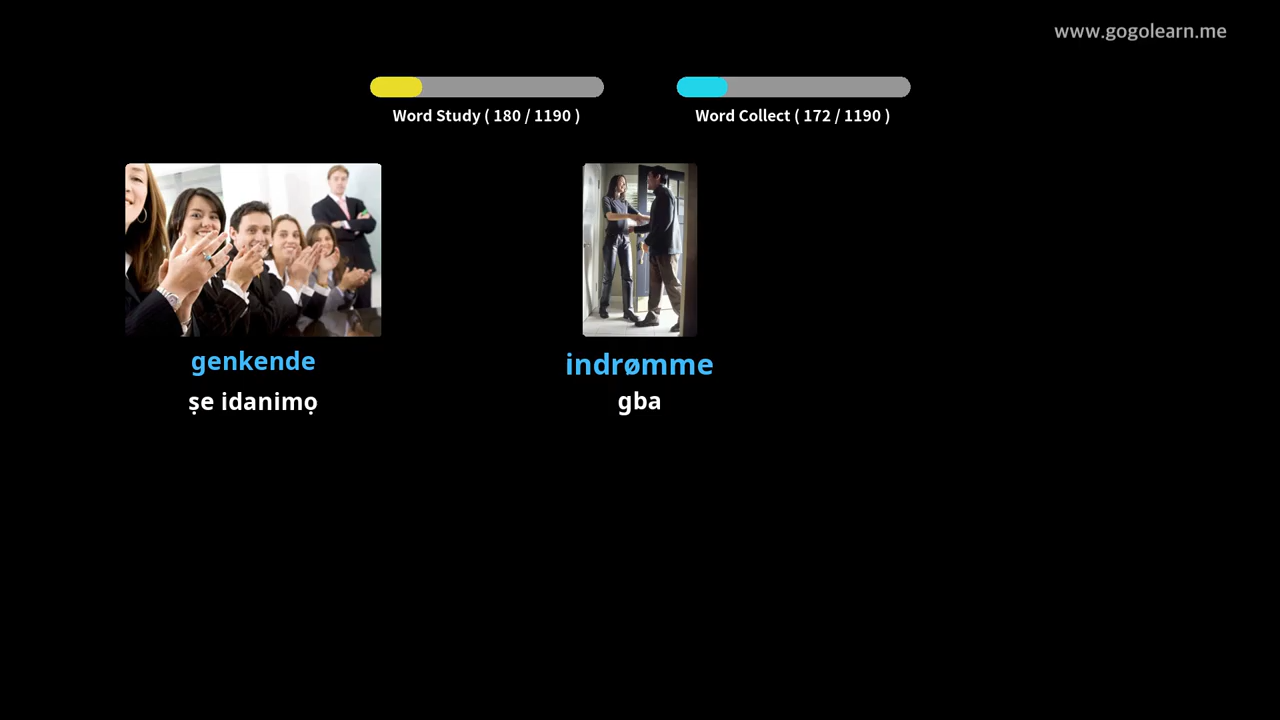 www.gogolearn.me
Word Study ( 180 / 1190 )
Word Collect ( 172 / 1190 )
genkende
indrømme
ṣe idanimọ
gba